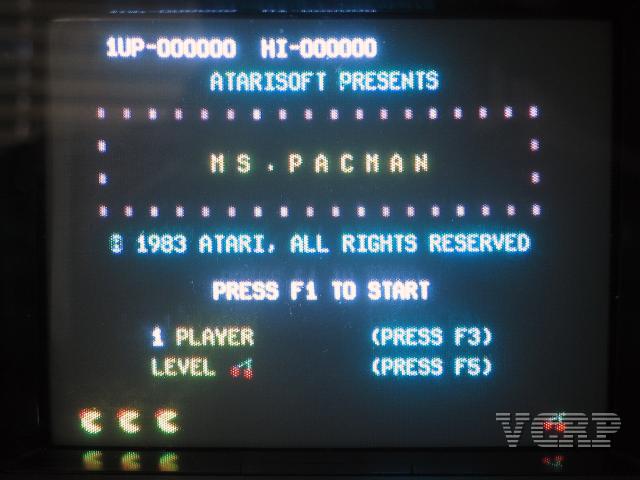 1UP-000000 HI-000000
ATARISOFT PRESENTS
MS.PACMAN
© 1983 ATARI, ALL RIGHTS RESERVED
PRESS F1 TO START
1 PLAYER (PRESS F3)
LEVEL (PRESS F5)
VGRP